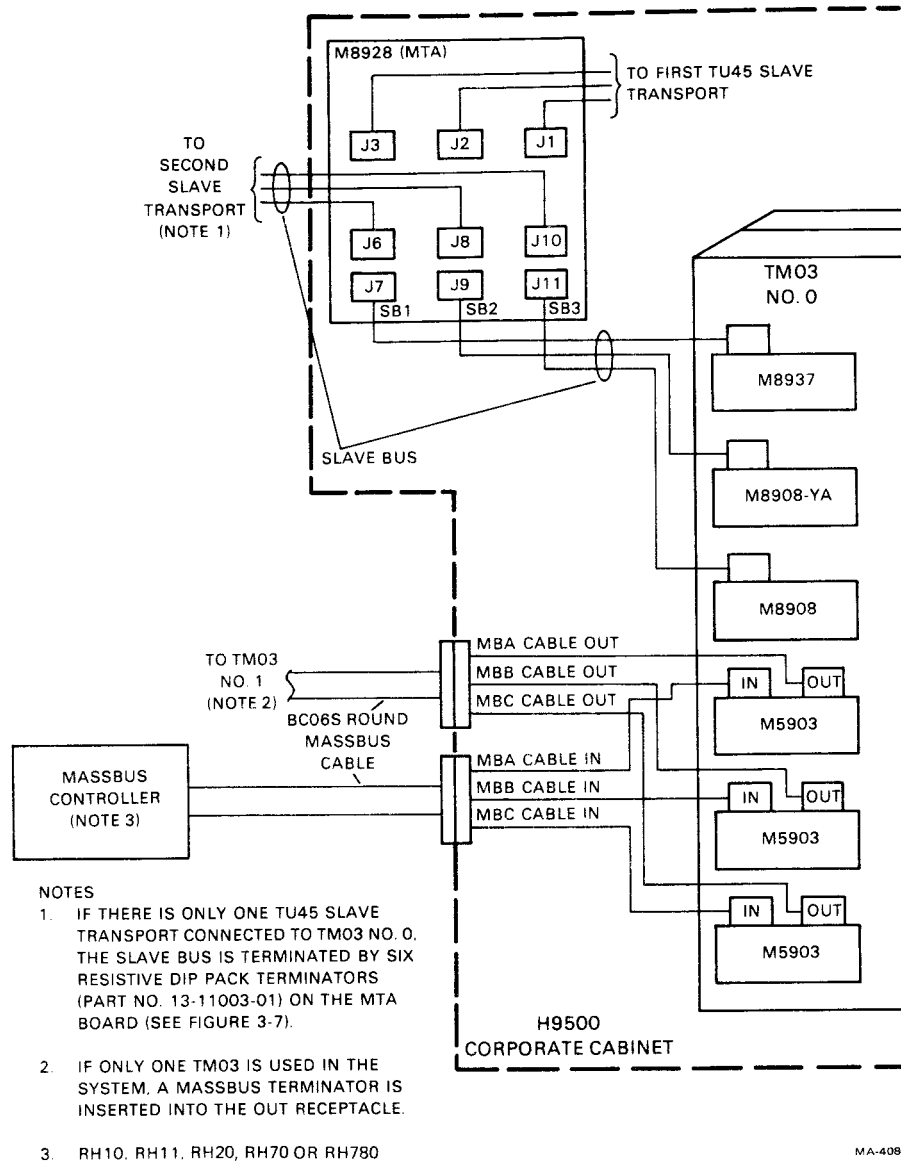 M8928 (MTA)
TO FIRST TU45 SLAVE
TRANSPORT
J3
J2
J1
TO
SECOND
SLAVE
TRANSPORT
(NOTE 1)
J6
J8
J10
J7
J9
J11
SB1
SB2
SB3
SLAVE BUS
TM03
NO. 0
M8937
M8908-YA
M8908
TO TM03
NO. 1
(NOTE 2)
BC06S ROUND
MASSBUS
CABLE
MBA CABLE OUT
MBB CABLE OUT
MBC CABLE OUT
IN
OUT
M5903
MASSBUS
CONTROLLER
(NOTE 3)
MBA CABLE IN
MBB CABLE IN
MBC CABLE IN
IN
OUT
M5903
IN
OUT
M5903
H9500
CORPORATE CABINET
NOTES
1. IF THERE IS ONLY ONE TU45 SLAVE
TRANSPORT CONNECTED TO TM03 NO. 0,
THE SLAVE BUS IS TERMINATED BY SIX
RESISTIVE DIP PACK TERMINATORS
(PART NO. 13-11003-01) ON THE MTA
BOARD (SEE FIGURE 3-7).
2. IF ONLY ONE TM03 IS USED IN THE
SYSTEM, A MASSBUS TERMINATOR IS
INSERTED INTO THE OUT RECEPTACLE.
3. RH10, RH11, RH20, RH70 OR RH780
MA-408